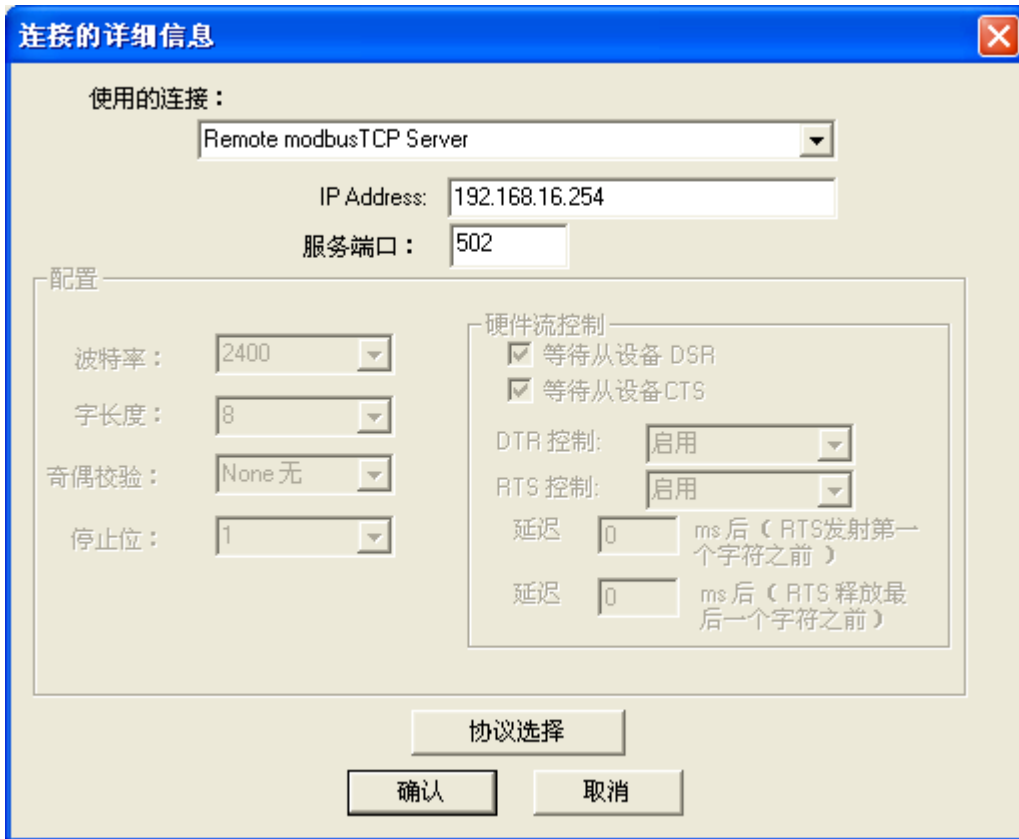 连接的详细信息
使用的连接：
Remote modbusTCP Server
IP Address: 192.168.16.254
服务端口： 502
配置
波特率： 2400
字长度： 8
奇偶校验： None 无
停止位： 1
硬件流控制
等待从设备 DSR
等待从设备CTS
DTR 控制: 启用
RTS 控制: 启用
延迟 0 ms 后（RTS发射第一
个字符之前）
延迟 0 ms 后（RTS 释放最
后一个字符之前）
协议选择
确认 取消